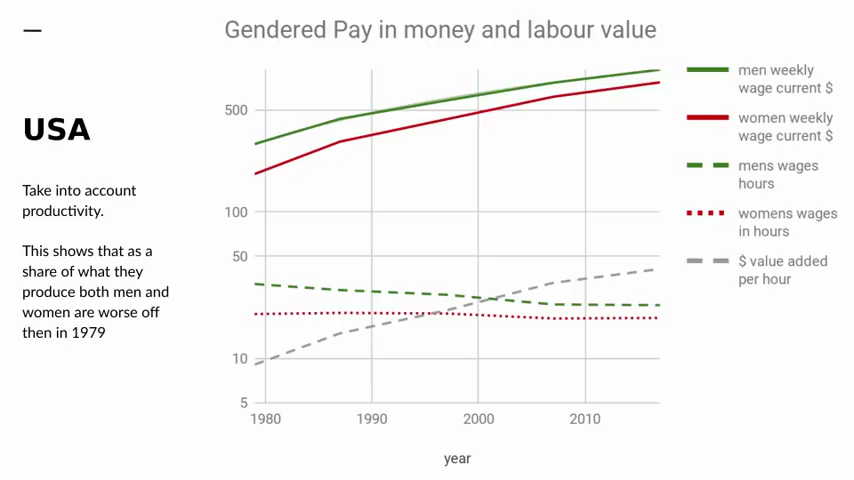 —
Gendered Pay in money and labour value
USA
Take into account
productivity.
This shows that as a
share of what they
produce both men and
women are worse off
then in 1979
500
100
50
10
5
1980 1990 2000 2010
year
men weekly
wage current $
women weekly
wage current $
mens wages
hours
womens wages
in hours
$ value added
per hour